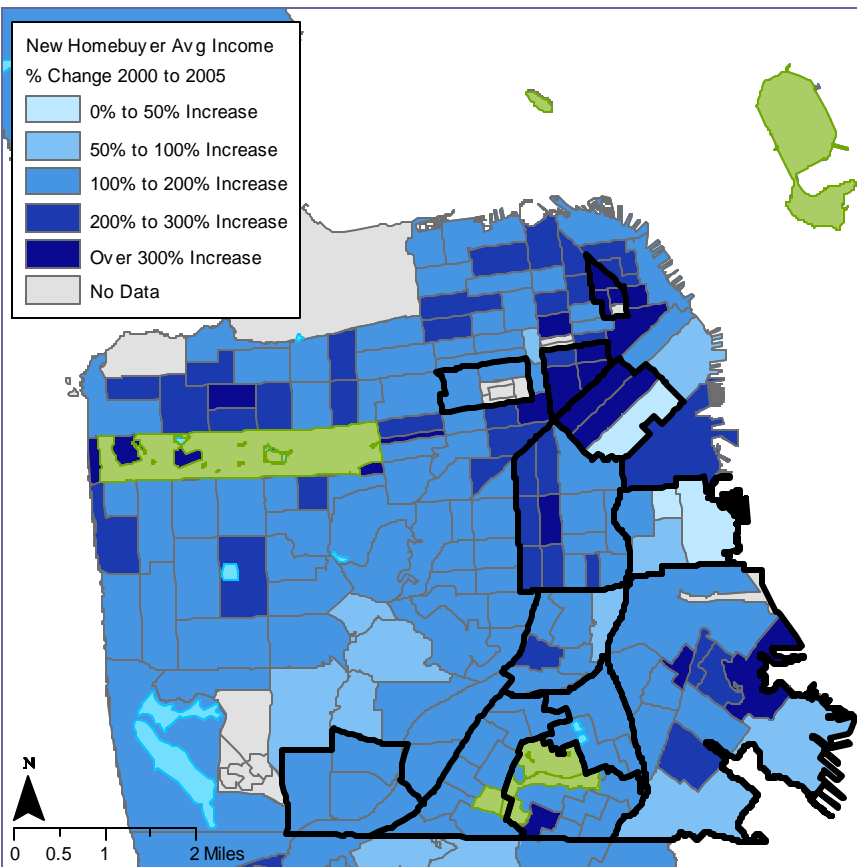 New Homebuyer Avg Income
% Change 2000 to 2005
0% to 50% Increase
50% to 100% Increase
100% to 200% Increase
200% to 300% Increase
Over 300% Increase
No Data
N
0 0.5 1 2 Miles